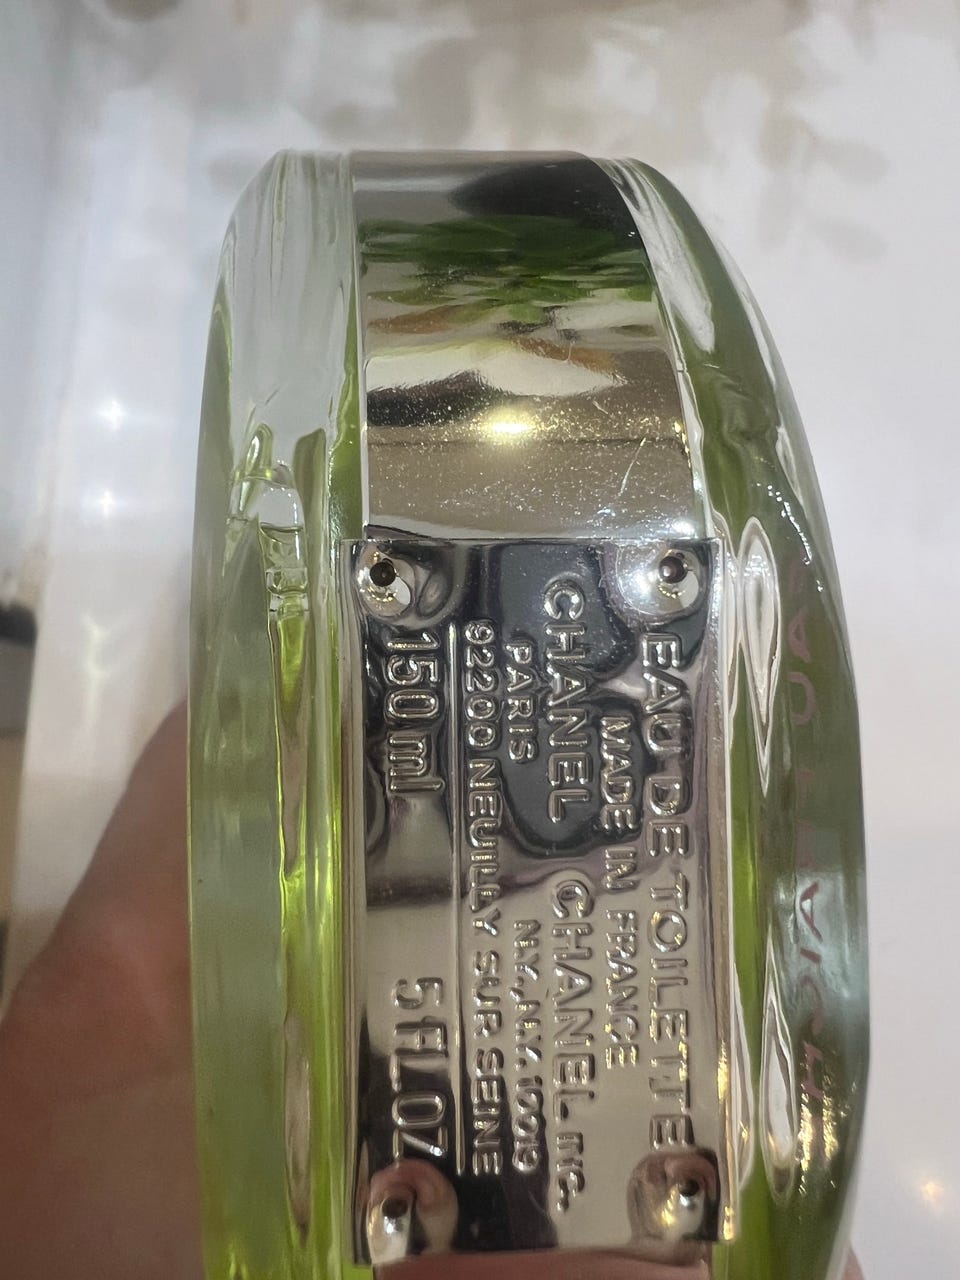 EAU DE TOILETTE
MADE IN FRANCE
CHANEL CHANEL INC.
PARIS N.Y., N.Y. 10019
92200 NEUILLY SUR SEINE
150 ml 5 FL.OZ